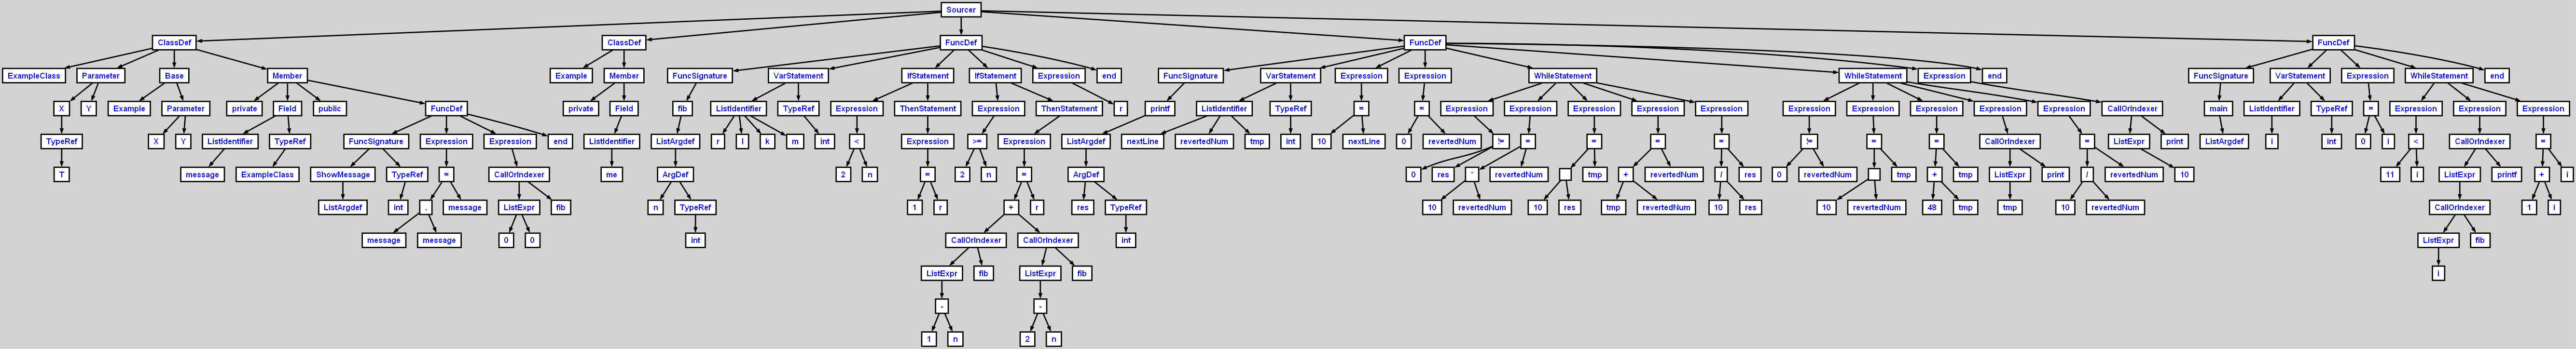 Sourcer
ClassDef ClassDef FuncDef FuncDef FuncDef
ExampleClass Parameter Base Member Example Member FuncSignature VarStatement IfStatement IfStatement Expression end FuncSignature VarStatement Expression Expression WhileStatement WhileStatement Expression end FuncSignature VarStatement Expression WhileStatement end
X Y Example Parameter private Field public FuncDef private Field fib ListIdentifier TypeRef Expression ThenStatement Expression ThenStatement r printf ListIdentifier TypeRef = = Expression Expression Expression Expression Expression Expression Expression Expression Expression Expression CallOrIndexer main ListIdentifier TypeRef = Expression Expression Expression
TypeRef X Y ListIdentifier TypeRef FuncSignature Expression Expression end ListIdentifier ListArgdef r l k m int < Expression >= Expression ListArgdef nextLine revertedNum tmp int 10 nextLine 0 revertedNum != = = = = != = = CallOrIndexer = ListExpr print ListArgdef i int 0 i < CallOrIndexer =
T message ExampleClass ShowMessage TypeRef = CallOrIndexer me ArgDef 2 n = 2 n = ArgDef 0 res * revertedNum tmp + revertedNum / res 0 revertedNum tmp + tmp ListExpr print / revertedNum 10 11 i ListExpr printf + i
ListArgdef int . message ListExpr fib n TypeRef 1 r + r res TypeRef 10 revertedNum 10 res tmp revertedNum 10 res 10 revertedNum 48 tmp tmp 10 revertedNum CallOrIndexer 1 i
message message 0 0 int CallOrIndexer CallOrIndexer int ListExpr fib
ListExpr fib ListExpr fib i
- -
1 n 2 n